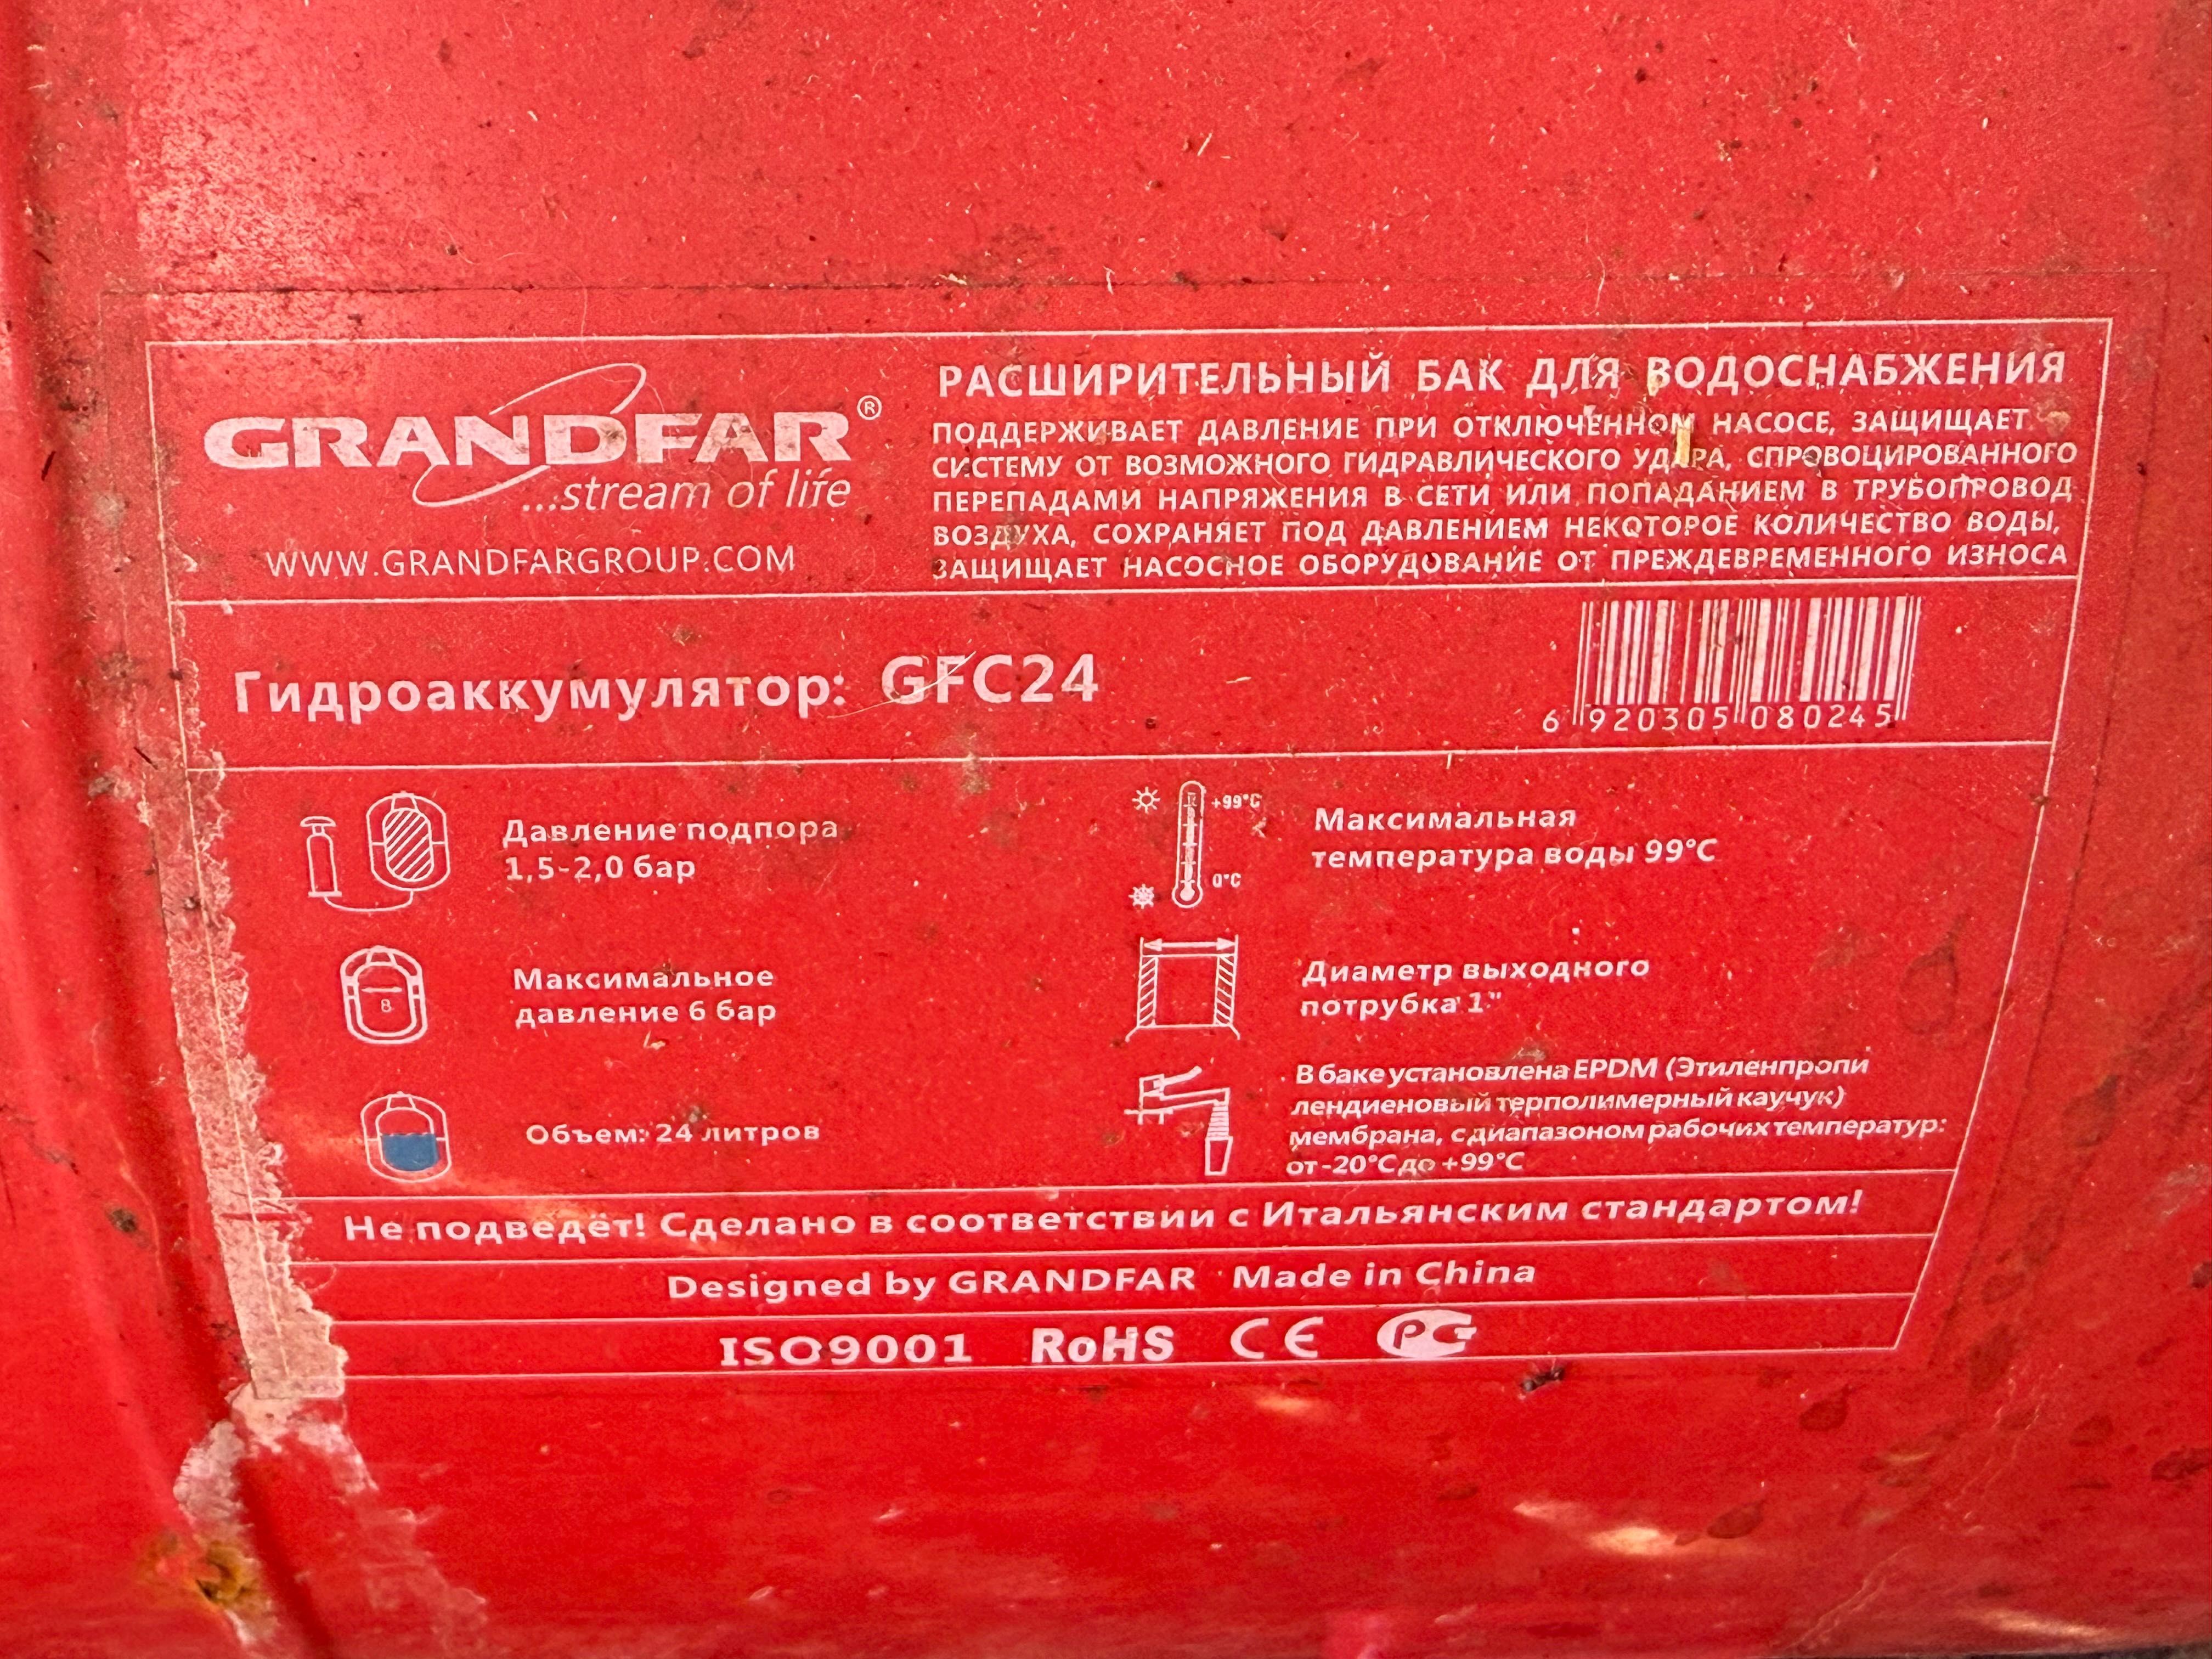 GRANDFAR®
...stream of life
WWW.GRANDFARGROUP.COM
РАСШИРИТЕЛЬНЫЙ БАК ДЛЯ ВОДОСНАБЖЕНИЯ
ПОДДЕРЖИВАЕТ ДАВЛЕНИЕ ПРИ ОТКЛЮЧЕННОМ НАСОСЕ, ЗАЩИЩАЕТ
СИСТЕМУ ОТ ВОЗМОЖНОГО ГИДРАВЛИЧЕСКОГО УДАРА, СПРОВОЦИРОВАННОГО
ПЕРЕПАДАМИ НАПРЯЖЕНИЯ В СЕТИ ИЛИ ПОПАДАНИЕМ В ТРУБОПРОВОД
ВОЗДУХА, СОХРАНЯЕТ ПОД ДАВЛЕНИЕМ НЕКОТОРОЕ КОЛИЧЕСТВО ВОДЫ,
ЗАЩИЩАЕТ НАСОСНОЕ ОБОРУДОВАНИЕ ОТ ПРЕЖДЕВРЕМЕННОГО ИЗНОСА
Гидроаккумулятор: GFC24
6 920305 080245
Давление подпора
1,5-2,0 бар
+99°C
0°C
Максимальная
температура воды 99°C
8
Максимальное
давление 6 бар
Диаметр выходного
потрубка 1"
Объем: 24 литров
В баке установлена EPDM (Этиленпропи
лендиеновый терполимерный каучук)
мембрана, с диапазоном рабочих температур:
от -20°C до +99°C
Не подведёт! Сделано в соответствии с Итальянским стандартом!
Designed by GRANDFAR Made in China
ISO9001 RoHS CE PG